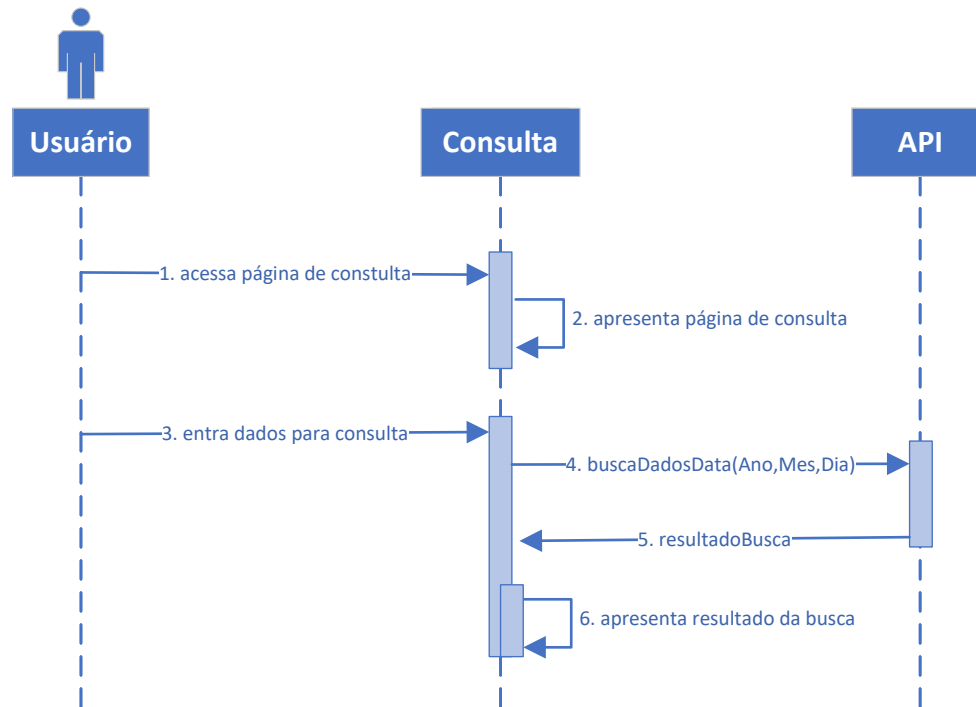 Usuário
Consulta
API
1. acessa página de constulta
2. apresenta página de consulta
3. entra dados para consulta
4. buscaDadosData(Ano,Mes,Dia)
5. resultadoBusca
6. apresenta resultado da busca